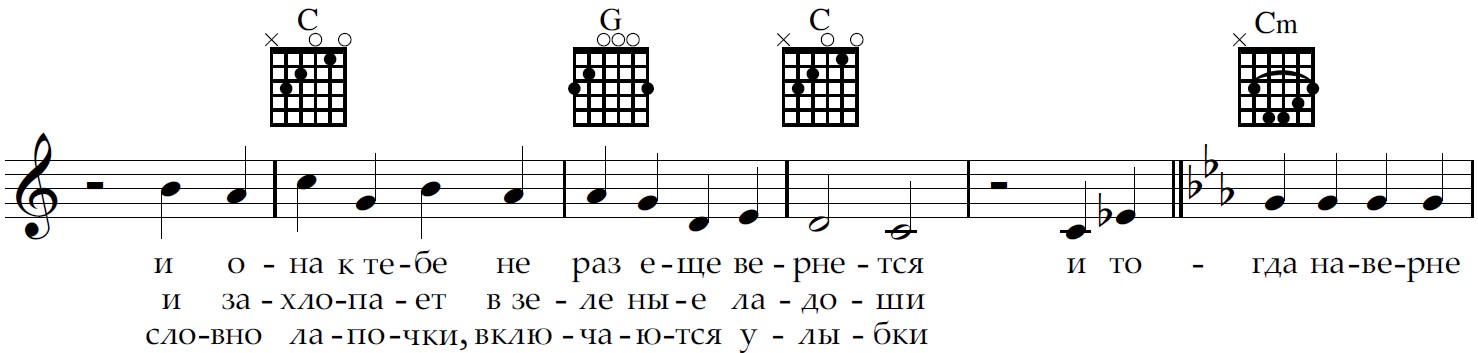 C G C Cm
и о - на к те - бе не раз е - ще ве - рне - тся и то - гда на - ве - рне
и за - хло - па - ет в зе - ле ны - е ла - до - ши
сло - вно ла - по - чки, вклю - ча - ю - тся у - лы - бки